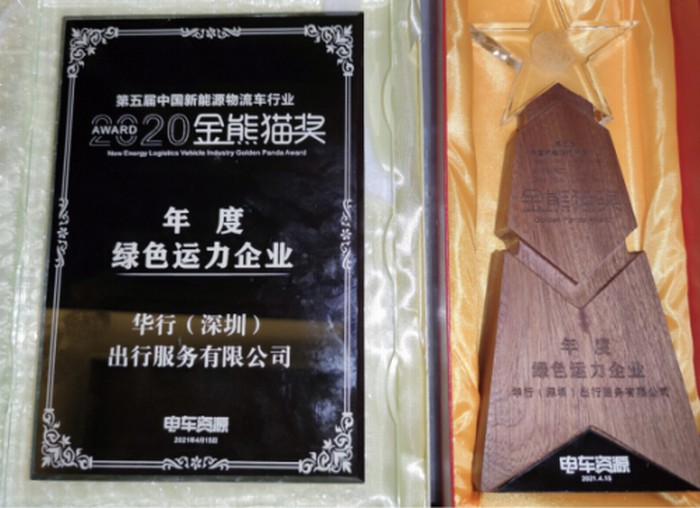 第五届中国新能源物流车行业
AWARD 2020金熊猫奖
New Energy Logistics Vehicle Industry Golden Panda Award
年 度
绿色运力企业
华行（深圳）
出行服务有限公司
电车资源
2021年4月15日
金熊猫奖
年 度
绿色运力企业
华行（深圳）出行服务有限公司
电车资源
2021.4.15